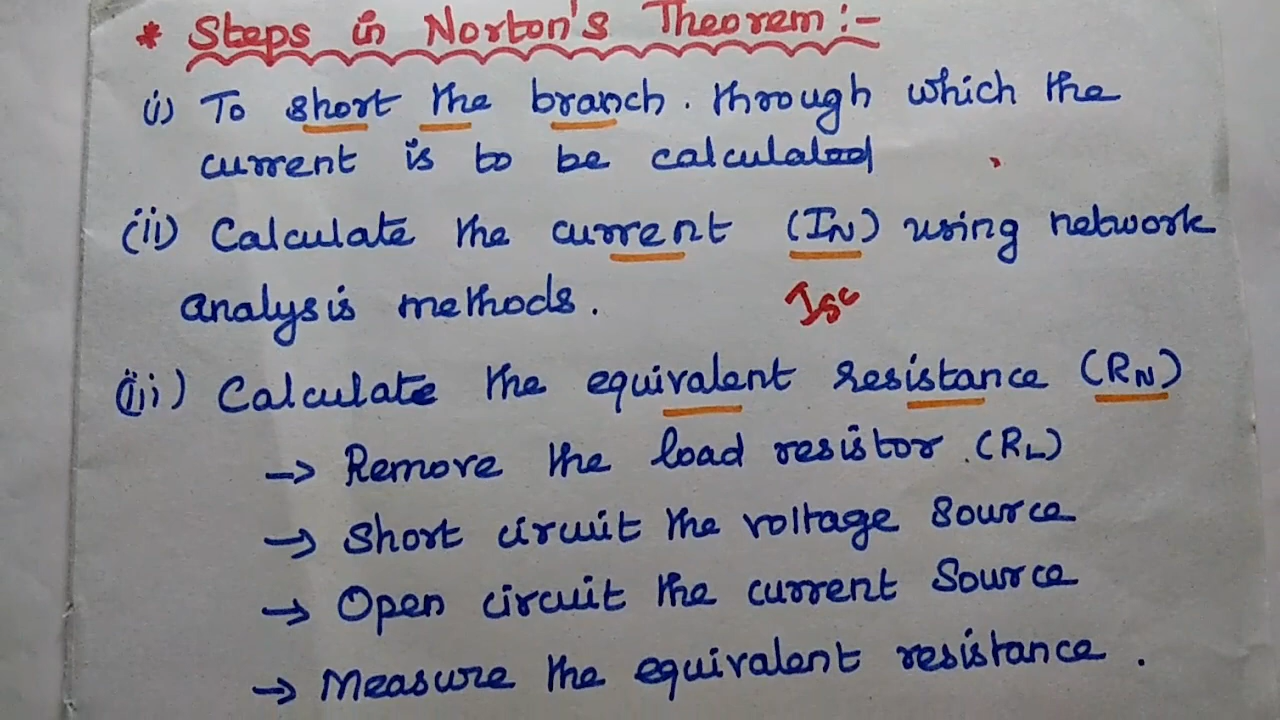 * Steps in Norton's Theorem :-
(i) To short the branch. through which the
current is to be calculated
(ii) Calculate the current (IN) using network
analysis methods.
Isc
(iii) Calculate the equivalent resistance (RN)
→ Remove the load resistor. (RL)
→ Short circuit the voltage source
→ Open circuit the current Source
→ Measure the equivalent resistance.